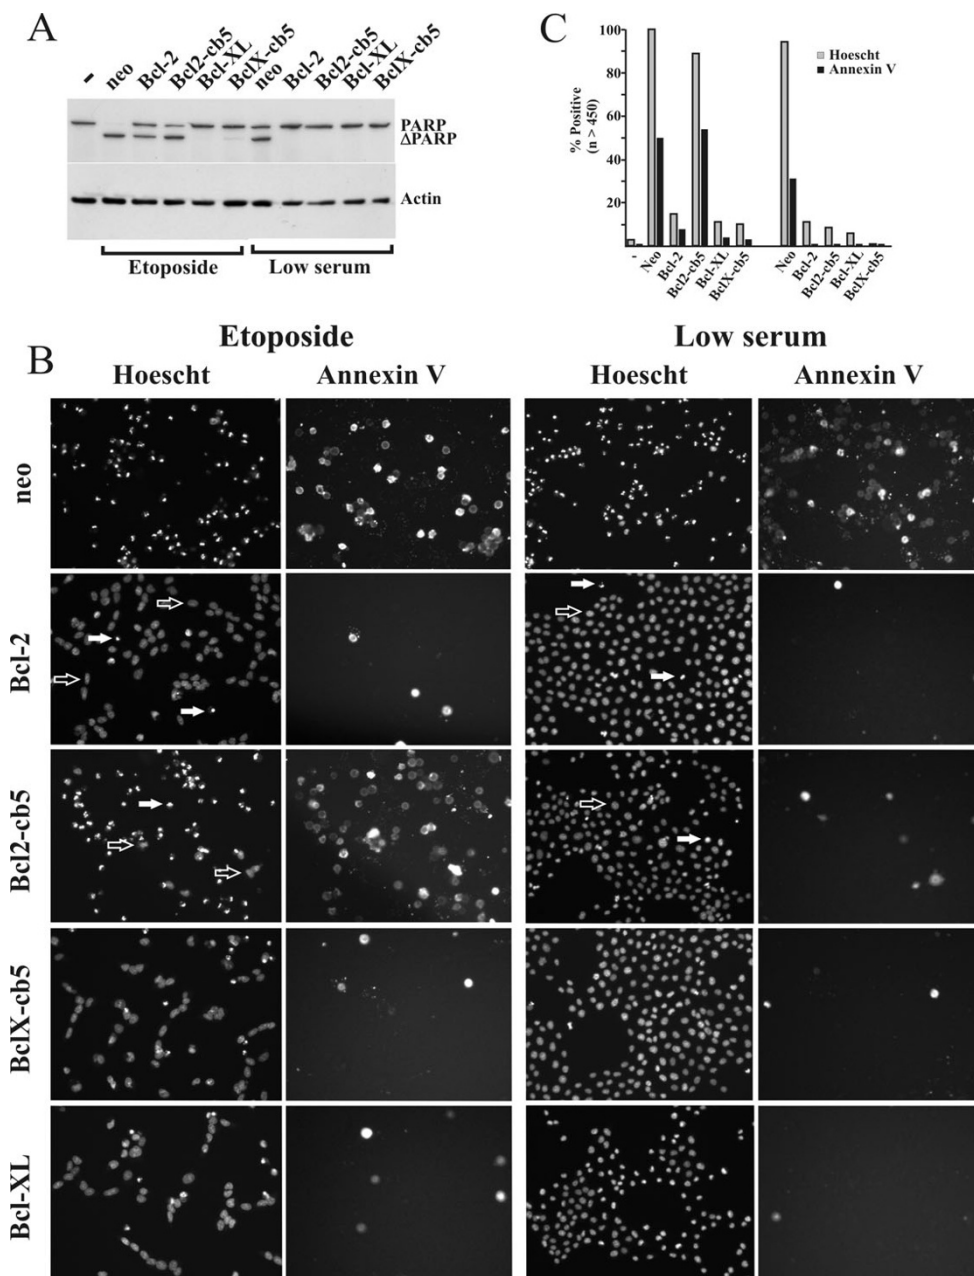 A
- neo Bcl-2 Bcl2-cb5 Bcl-XL BclX-cb5 neo Bcl-2 Bcl2-cb5 Bcl-XL BclX-cb5
PARP
ΔPARP
Actin
Etoposide Low serum
C
100
80
60
40
20
% Positive
(n > 450)
Hoescht
Annexin V
- Neo Bcl-2 Bcl2-cb5 Bcl-XL BclX-cb5 Neo Bcl-2 Bcl2-cb5 Bcl-XL BclX-cb5
B
Etoposide Low serum
Hoescht Annexin V Hoescht Annexin V
neo
Bcl-2
Bcl2-cb5
BclX-cb5
Bcl-XL